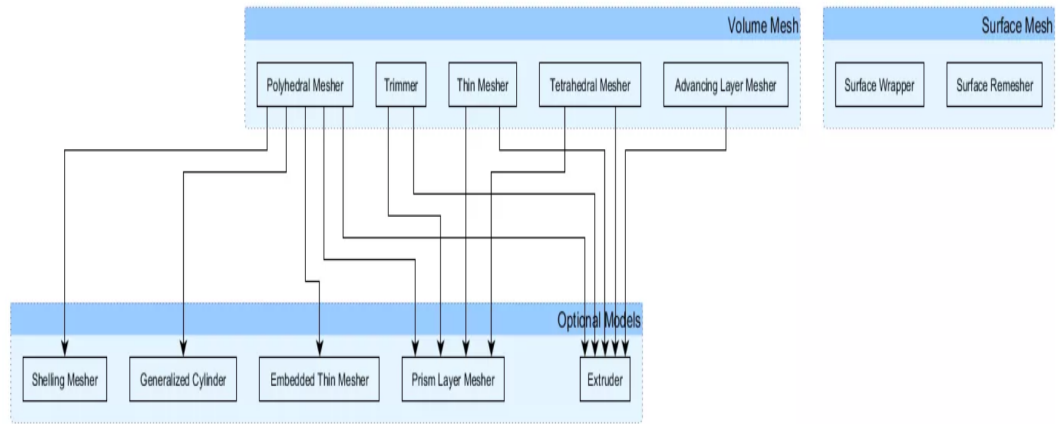 Volume Mesh
Surface Mesh
Polyhedral Mesher
Trimmer
Thin Mesher
Tetrahedral Mesher
Advancing Layer Mesher
Surface Wrapper
Surface Remesher
Optional Models
Shelling Mesher
Generalized Cylinder
Embedded Thin Mesher
Prism Layer Mesher
Extruder